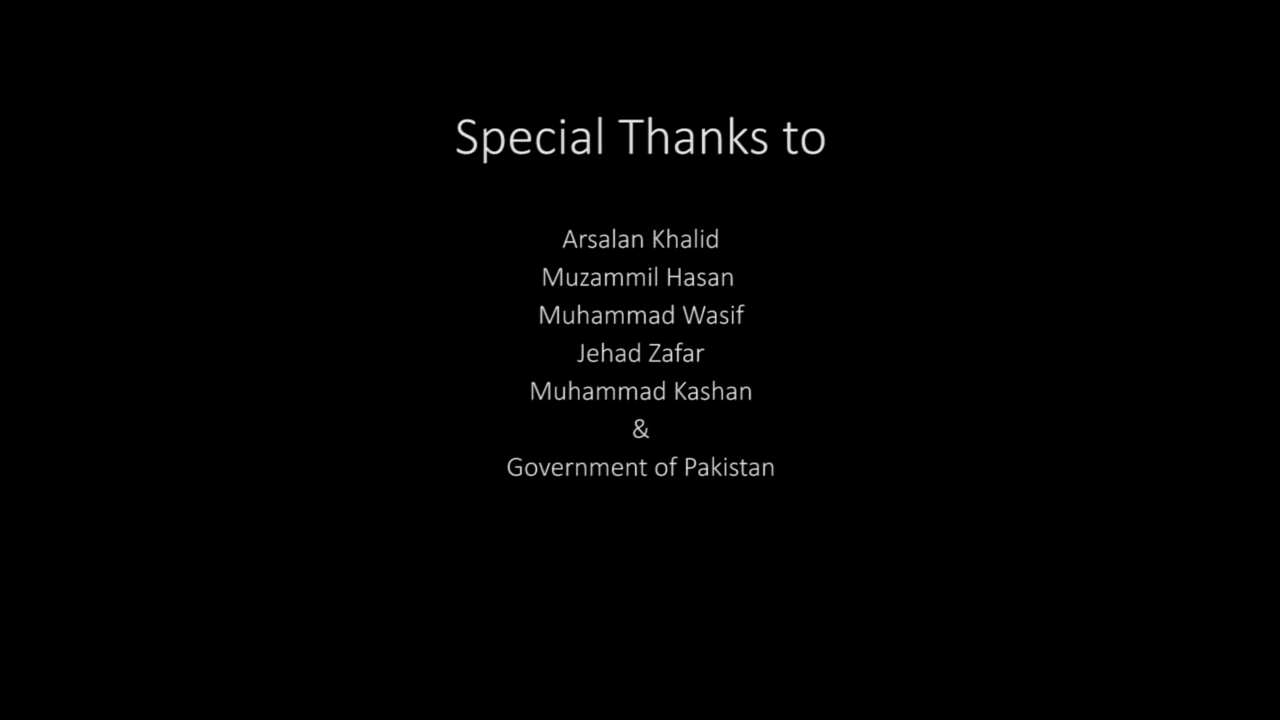 Special Thanks to
Arsalan Khalid
Muzammil Hasan
Muhammad Wasif
Jehad Zafar
Muhammad Kashan
&
Government of Pakistan